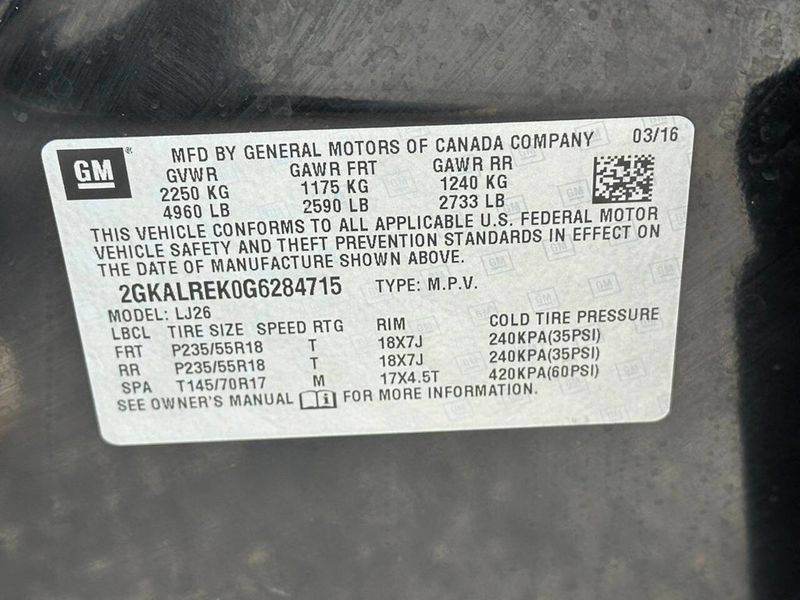 GM MFD BY GENERAL MOTORS OF CANADA COMPANY 03/16
GVWR GAWR FRT GAWR RR
2250 KG 1175 KG 1240 KG
4960 LB 2590 LB 2733 LB
THIS VEHICLE CONFORMS TO ALL APPLICABLE U.S. FEDERAL MOTOR
VEHICLE SAFETY AND THEFT PREVENTION STANDARDS IN EFFECT ON
THE DATE OF MANUFACTURE SHOWN ABOVE.
2GKALREK0G6284715 TYPE: M.P.V.
MODEL: LJ26
LBCL TIRE SIZE SPEED RTG RIM COLD TIRE PRESSURE
FRT P235/55R18 T 18X7J 240KPA(35PSI)
RR P235/55R18 T 18X7J 240KPA(35PSI)
SPA T145/70R17 M 17X4.5T 420KPA(60PSI)
SEE OWNER'S MANUAL FOR MORE INFORMATION.